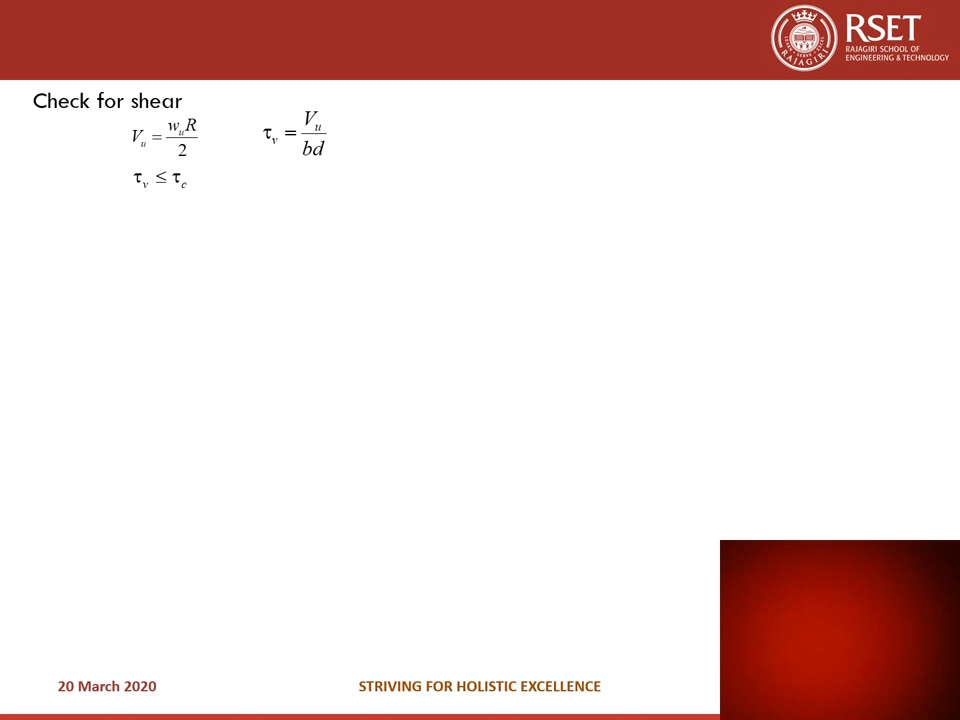 RSET
RAJAGIRI SCHOOL OF
ENGINEERING & TECHNOLOGY
RAJAGIRI
Check for shear
V_u = w_u R / 2
τ_v = V_u / bd
τ_v ≤ τ_c
20 March 2020
STRIVING FOR HOLISTIC EXCELLENCE